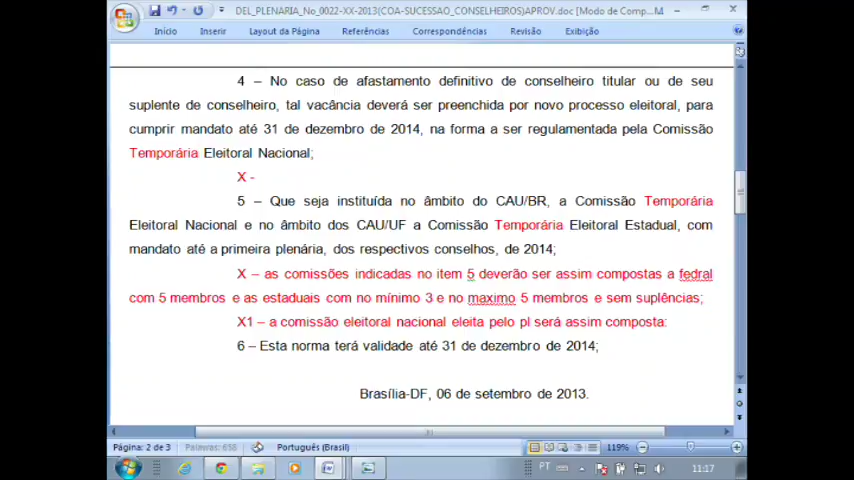 DEL_PLENARIA_No_0022-XX-2013(COA-SUCESSAO_CONSELHEIROS)APROV.doc [Modo de Comp...
Início Inserir Layout da Página Referências Correspondências Revisão Exibição
4 – No caso de afastamento definitivo de conselheiro titular ou de seu
suplente de conselheiro, tal vacância deverá ser preenchida por novo processo eleitoral, para
cumprir mandato até 31 de dezembro de 2014, na forma a ser regulamentada pela Comissão
Temporária Eleitoral Nacional;
X -
5 – Que seja instituída no âmbito do CAU/BR, a Comissão Temporária
Eleitoral Nacional e no âmbito dos CAU/UF a Comissão Temporária Eleitoral Estadual, com
mandato até a primeira plenária, dos respectivos conselhos, de 2014;
X – as comissões indicadas no item 5 deverão ser assim compostas a fedral
com 5 membros e as estaduais com no mínimo 3 e no maximo 5 membros e sem suplências;
X1 – a comissão eleitoral nacional eleita pelo pl será assim composta:
6 – Esta norma terá validade até 31 de dezembro de 2014;
Brasília-DF, 06 de setembro de 2013.
Página: 2 de 3 Palavras: 658 Português (Brasil) 119%
PT 11:17